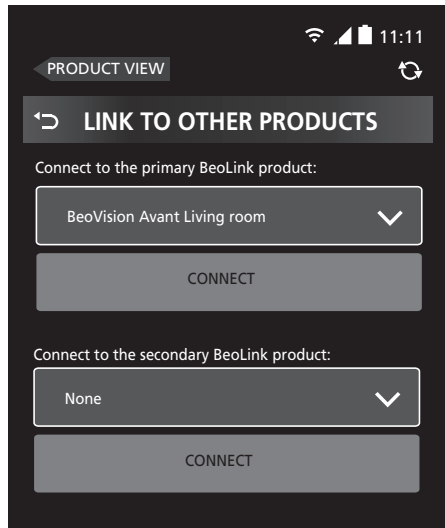 11:11
PRODUCT VIEW
LINK TO OTHER PRODUCTS
Connect to the primary BeoLink product:
BeoVision Avant Living room
CONNECT
Connect to the secondary BeoLink product:
None
CONNECT